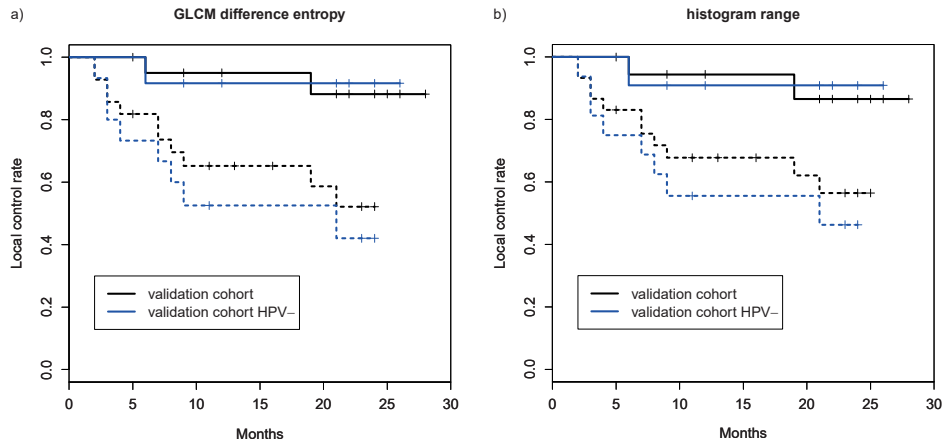 a)
GLCM difference entropy
Local control rate
1.0
0.8
0.6
0.4
0.2
0.0
validation cohort
validation cohort HPV−
0 5 10 15 20 25 30
Months
b)
histogram range
Local control rate
1.0
0.8
0.6
0.4
0.2
0.0
validation cohort
validation cohort HPV−
0 5 10 15 20 25 30
Months